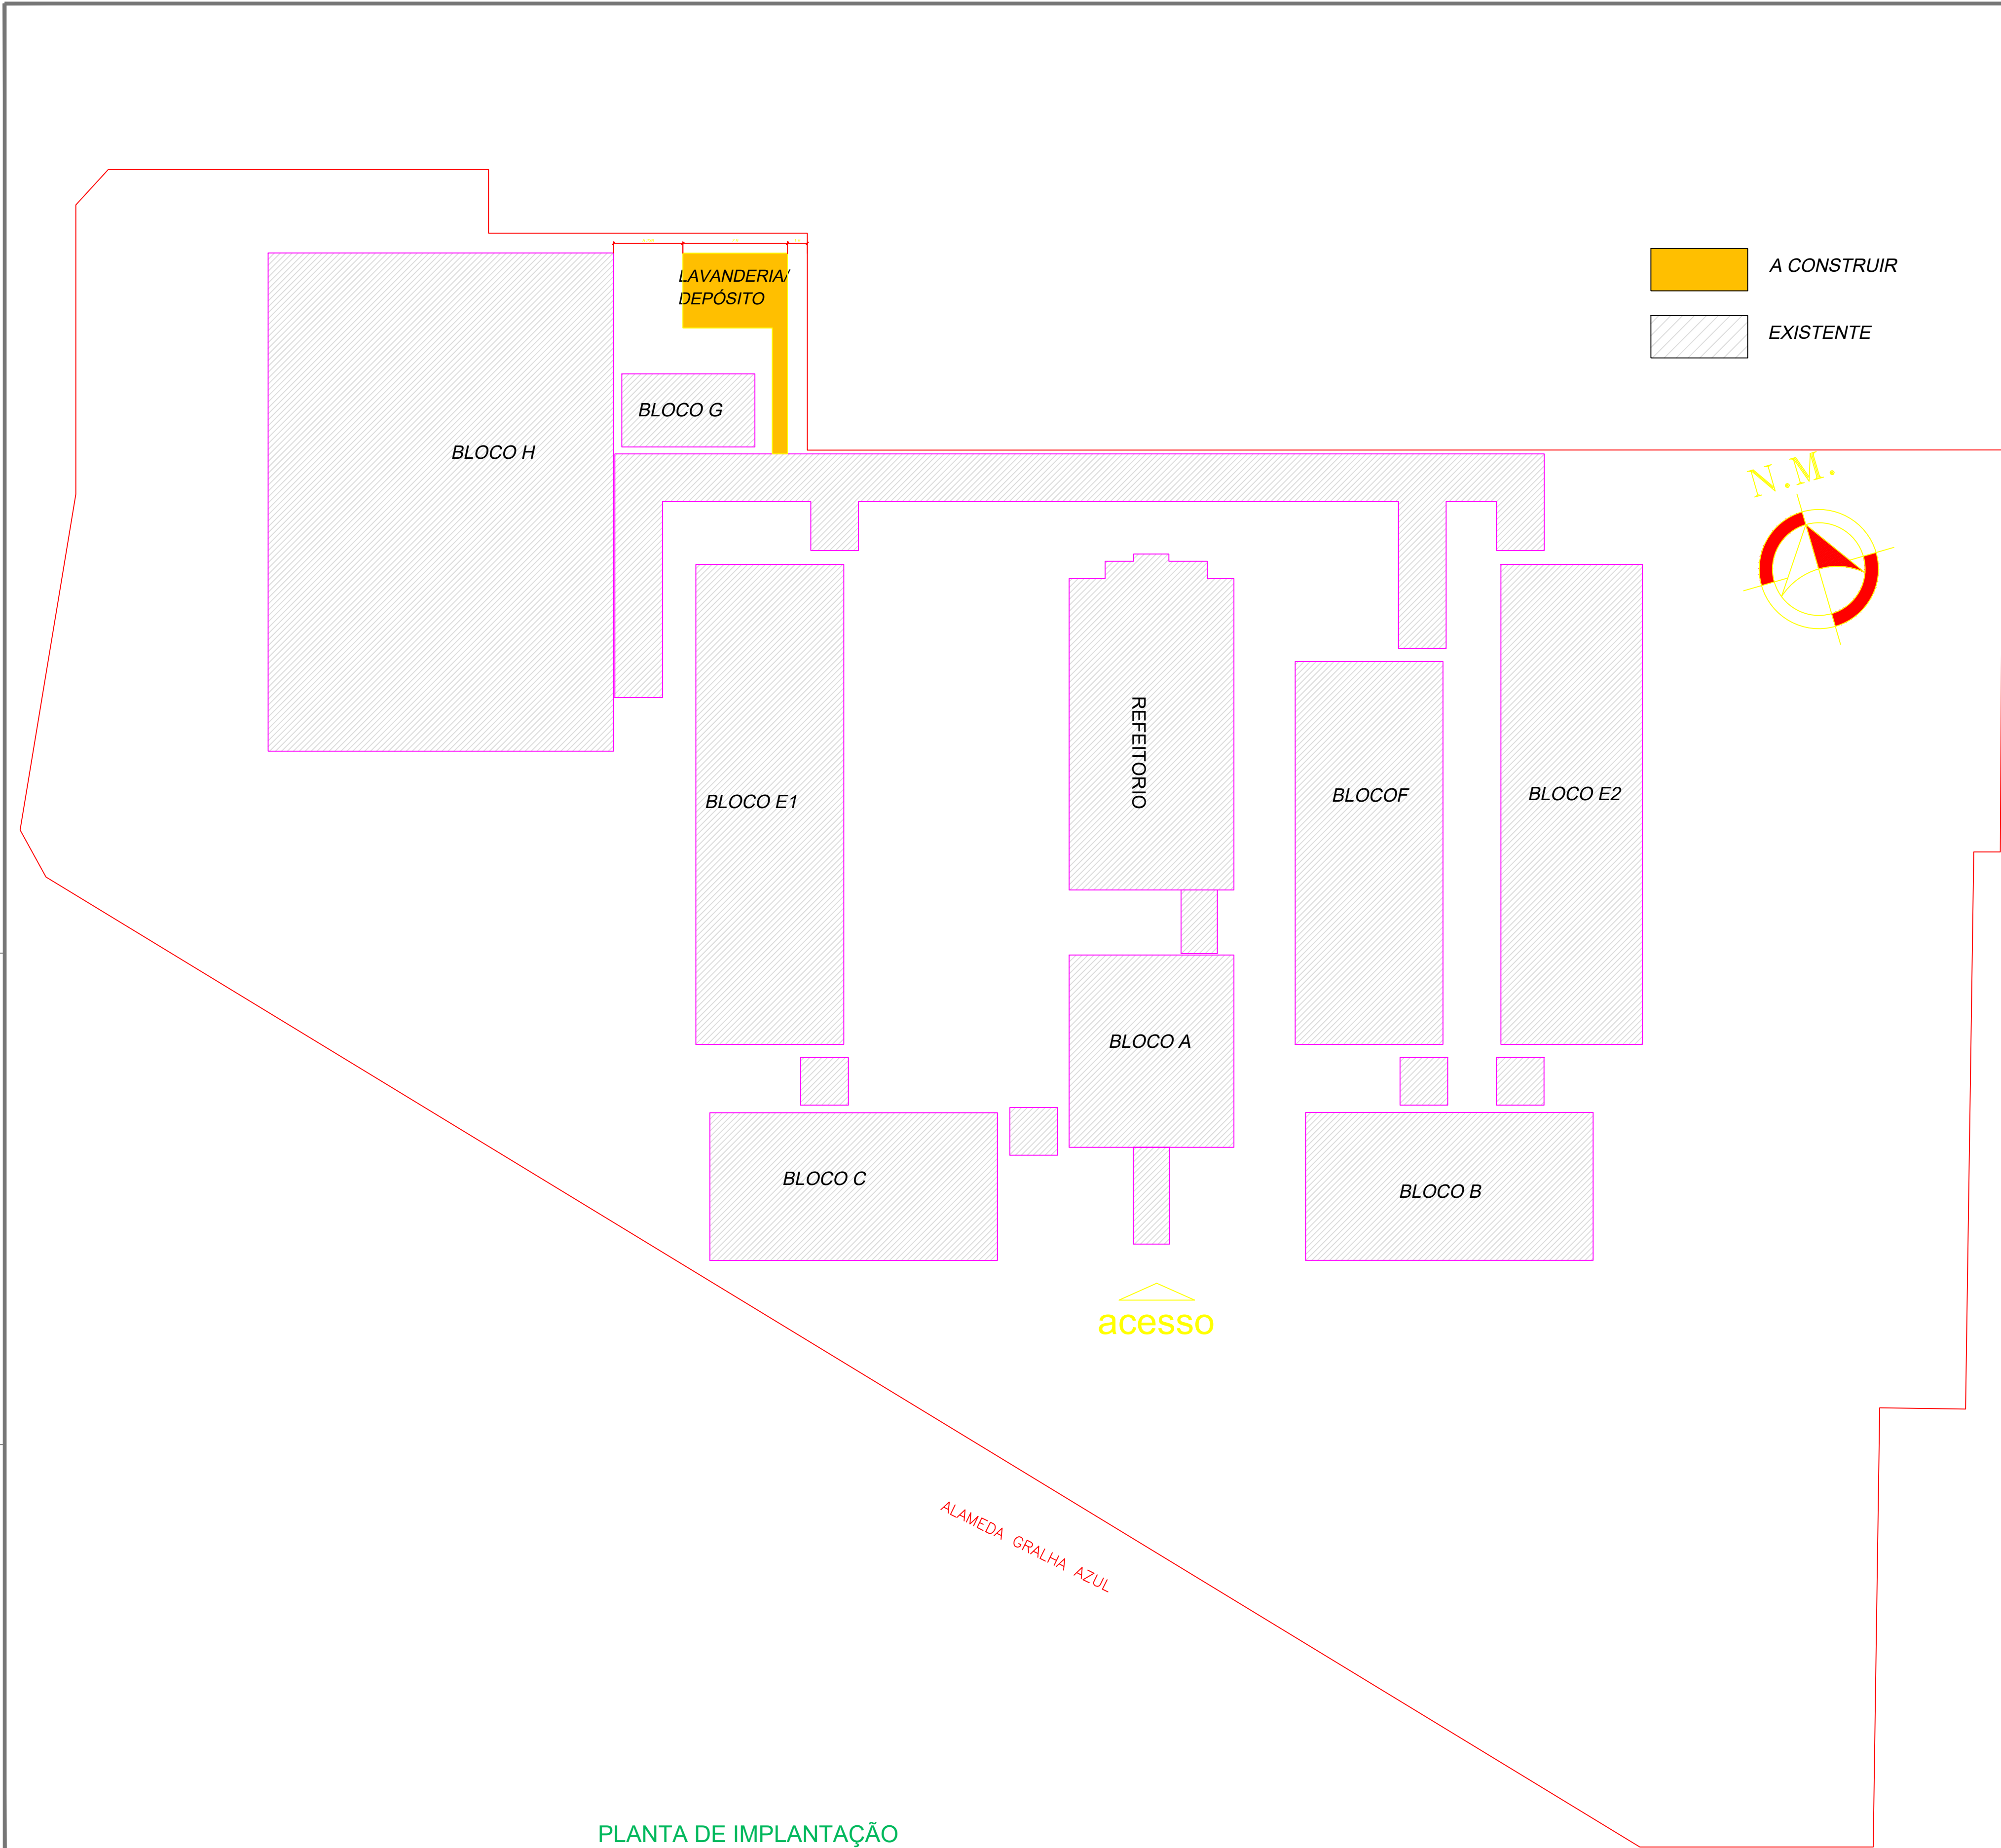 LAVANDERIA/
DEPÓSITO
A CONSTRUIR
EXISTENTE
BLOCO G
BLOCO H
N.M.
REFEITORIO
BLOCO E1
BLOCOF
BLOCO E2
BLOCO A
BLOCO C
BLOCO B
acesso
ALAMEDA GRALHA AZUL
PLANTA DE IMPLANTAÇÃO